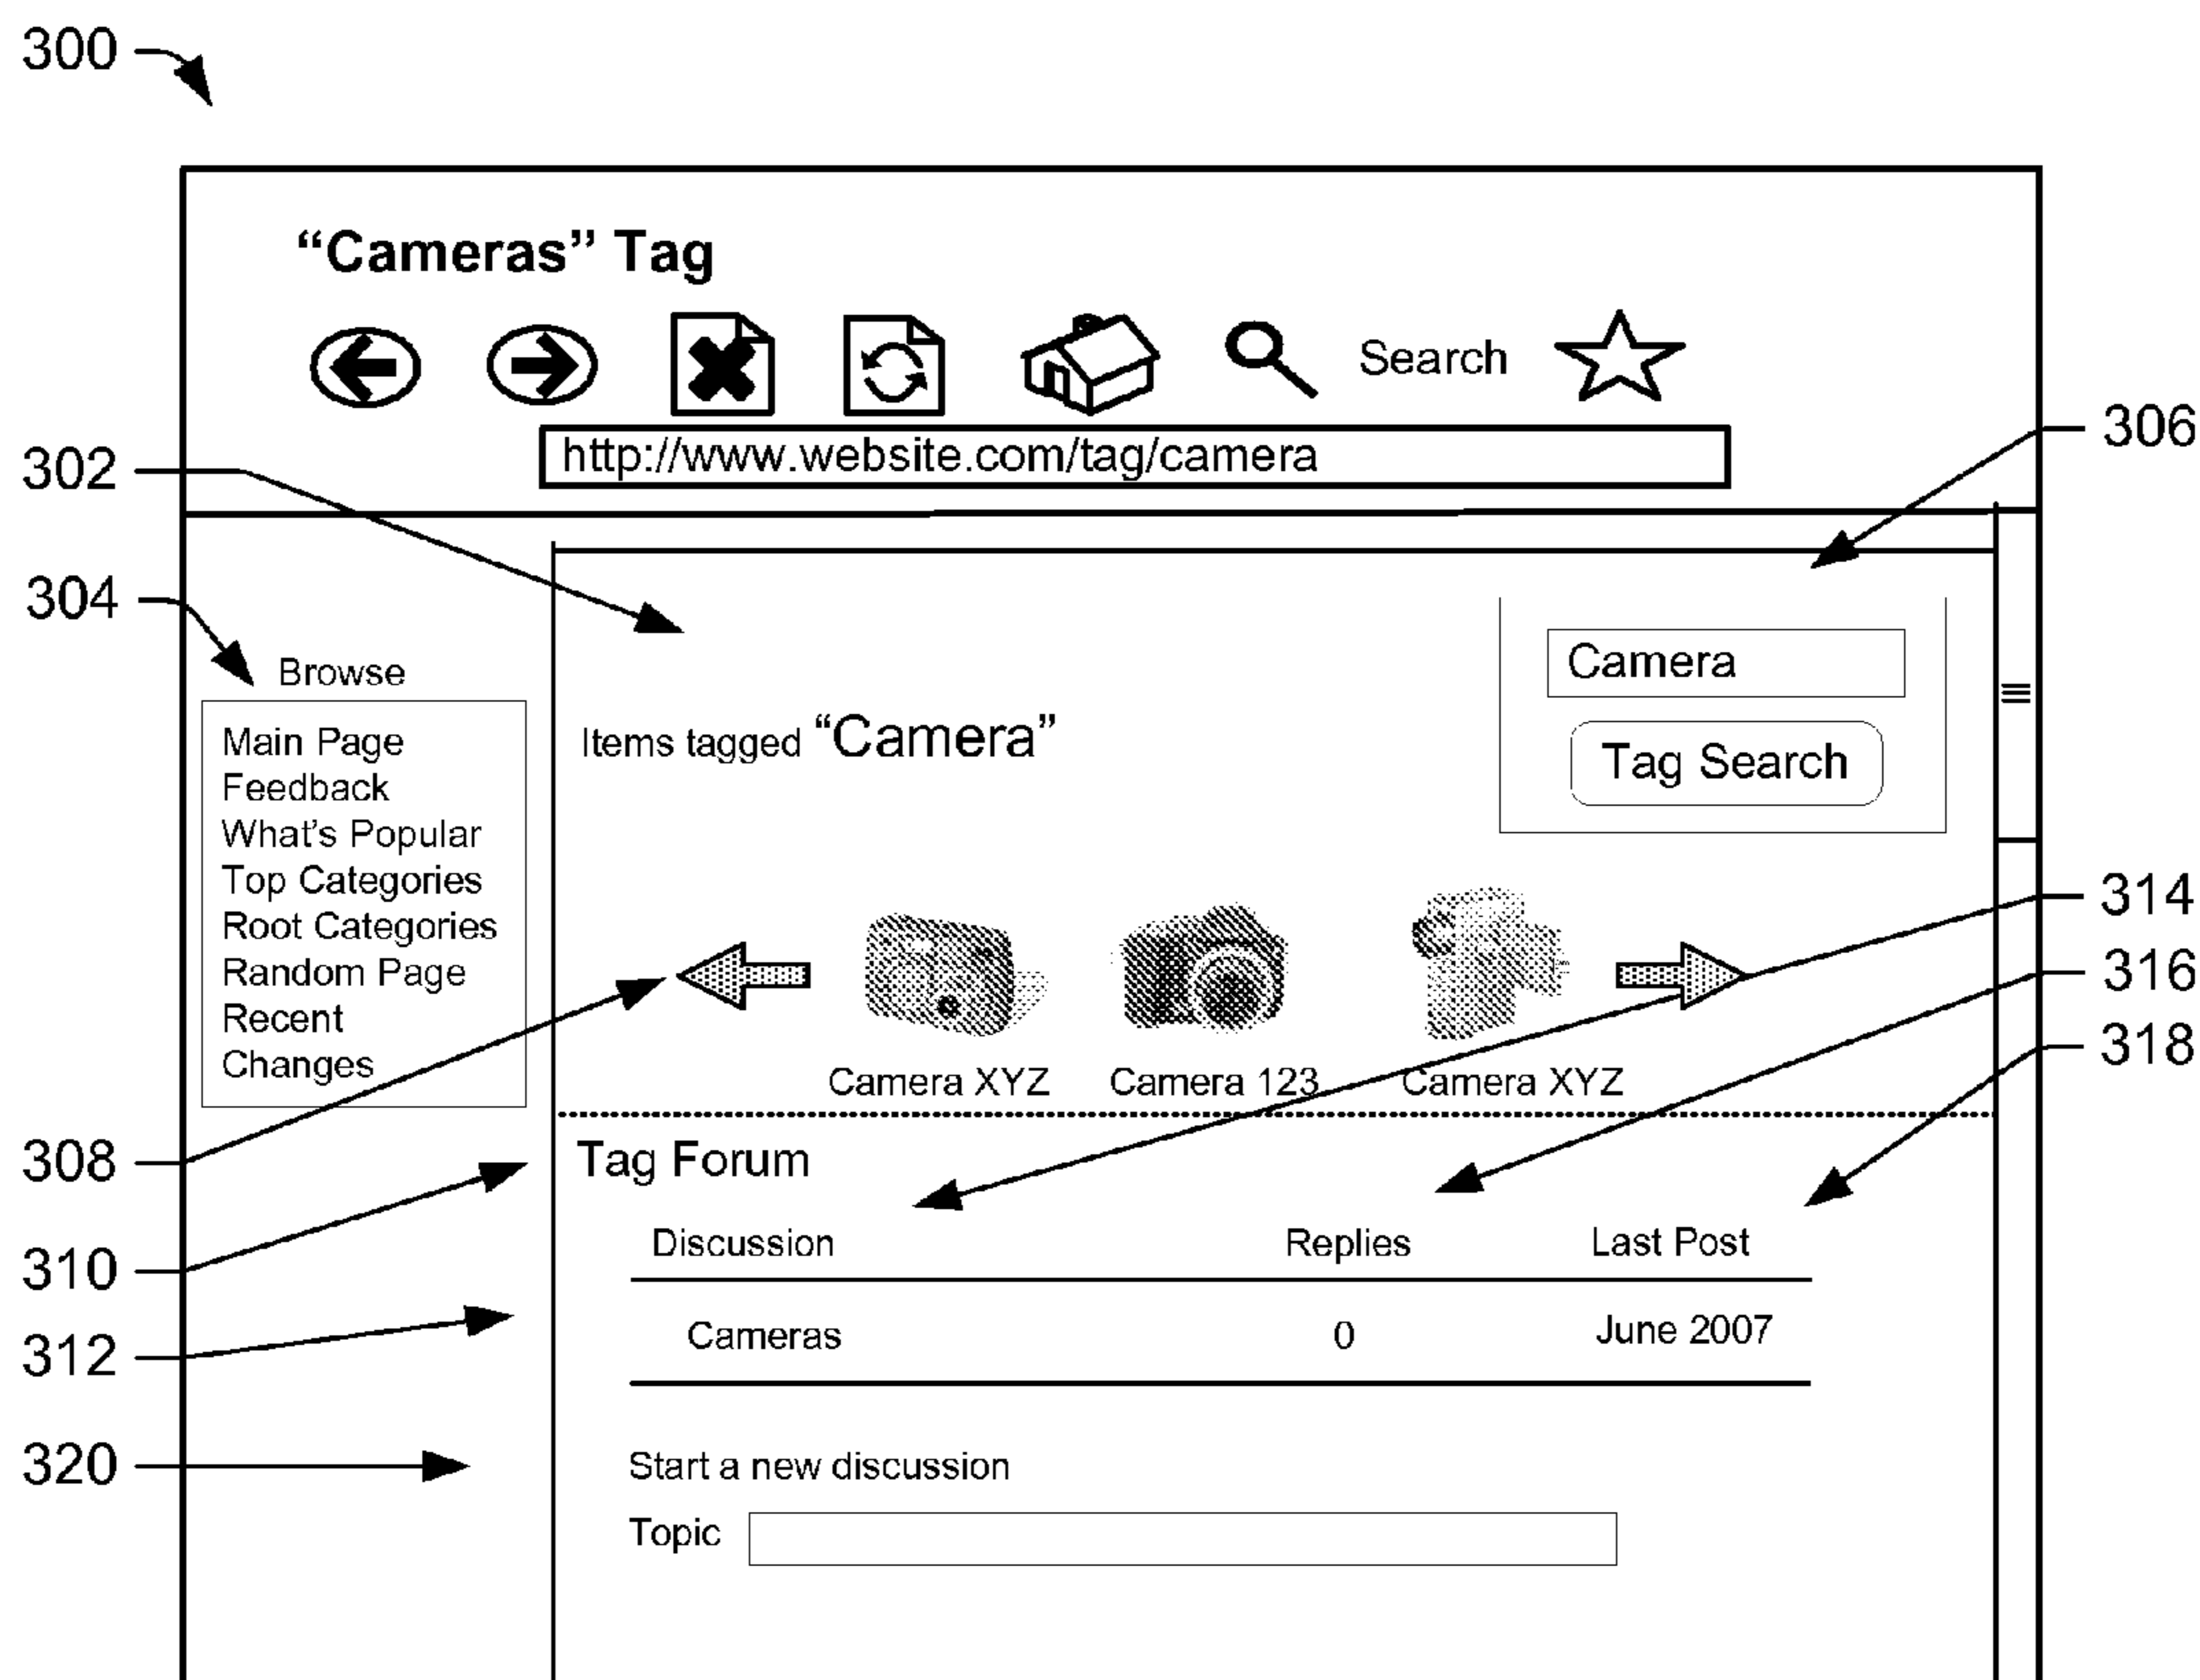 300
“Cameras” Tag
Search
http://www.website.com/tag/camera
306
302
304
Browse
Camera
Main Page
Feedback
What’s Popular
Top Categories
Root Categories
Random Page
Recent
Changes
Items tagged “Camera”
Tag Search
314
316
318
Camera XYZ Camera 123 Camera XYZ
308
310
312
320
Tag Forum
Discussion Replies Last Post
Cameras 0 June 2007
Start a new discussion
Topic